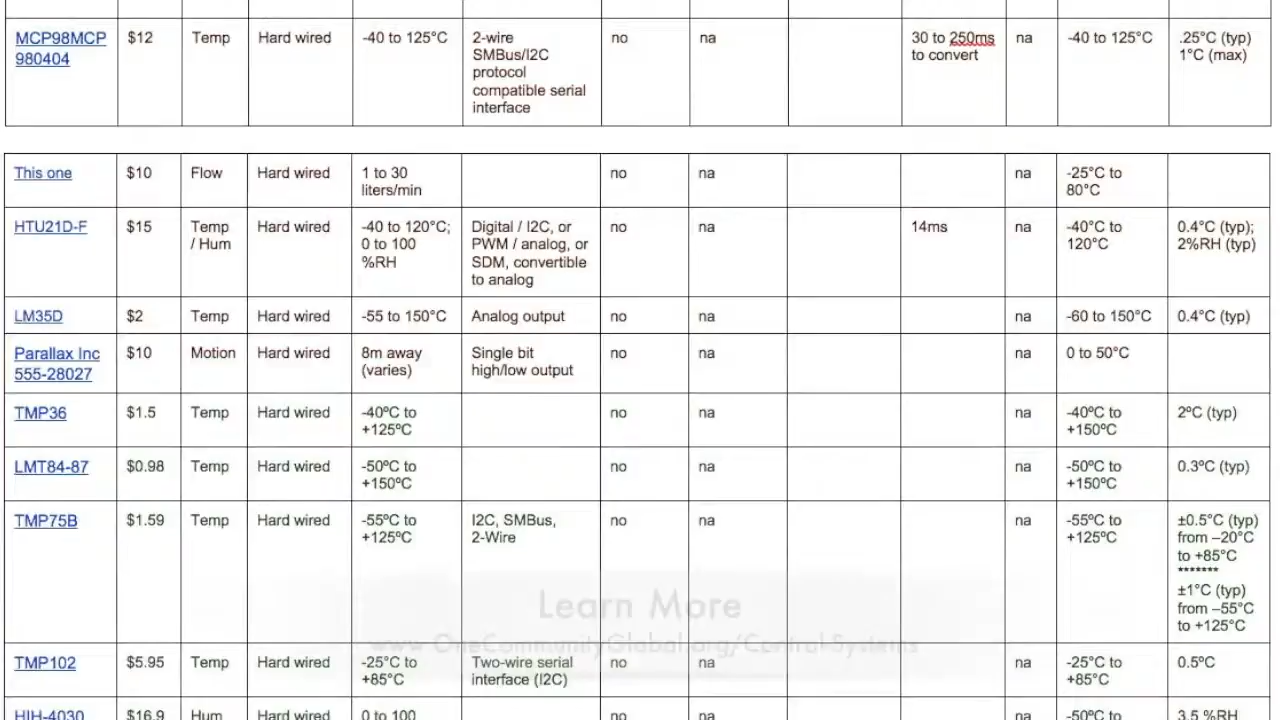 MCP98MCP $12 Temp Hard wired -40 to 125°C 2-wire no na 30 to 250ms na -40 to 125°C .25°C (typ)
980404 SMBus/I2C to convert 1°C (max)
protocol
compatible serial
interface
This one $10 Flow Hard wired 1 to 30 no na na -25°C to
liters/min 80°C
HTU21D-F $15 Temp Hard wired -40 to 120°C; Digital / I2C, or no na 14ms na -40°C to 0.4°C (typ);
/ Hum 0 to 100 PWM / analog, or 120°C 2%RH (typ)
%RH SDM, convertible
to analog
LM35D $2 Temp Hard wired -55 to 150°C Analog output no na na -60 to 150°C 0.4°C (typ)
Parallax Inc $10 Motion Hard wired 8m away Single bit no na na 0 to 50°C
555-28027 (varies) high/low output
TMP36 $1.5 Temp Hard wired -40ºC to no na na -40ºC to 2ºC (typ)
+125ºC +150ºC
LMT84-87 $0.98 Temp Hard wired -50ºC to no na na -50ºC to 0.3ºC (typ)
+150ºC +150ºC
TMP75B $1.59 Temp Hard wired -55ºC to I2C, SMBus, no na na -55ºC to ±0.5°C (typ)
+125°C 2-Wire +125ºC from –20°C
to +85°C
*******
±1°C (typ)
from –55°C
to +125°C
Learn More
www.OneCommunityGlobal.org/Control-Systems
TMP102 $5.95 Temp Hard wired -25°C to Two-wire serial no na na -25°C to 0.5ºC
+85°C interface (I2C) +85°C
HIH-4030 $16.9 Hum Hard wired 0 to 100 no na na -50°C to 3.5 %RH